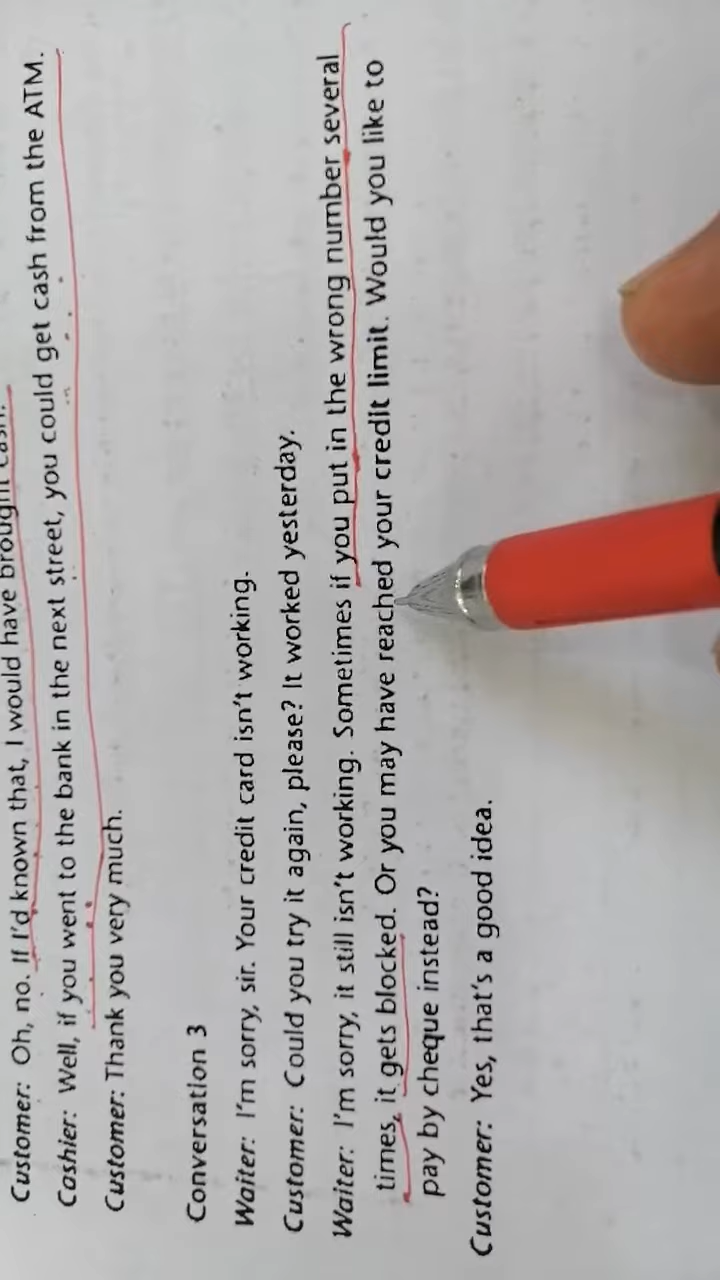 Customer: Oh, no. If I'd known that, I would have brought cash.
Cashier: Well, if you went to the bank in the next street, you could get cash from the ATM.
Customer: Thank you very much.
Conversation 3
Waiter: I'm sorry, sir. Your credit card isn't working.
Customer: Could you try it again, please? It worked yesterday.
Waiter: I'm sorry, it still isn't working. Sometimes if you put in the wrong number several
times, it gets blocked. Or you may have reached your credit limit. Would you like to
pay by cheque instead?
Customer: Yes, that's a good idea.